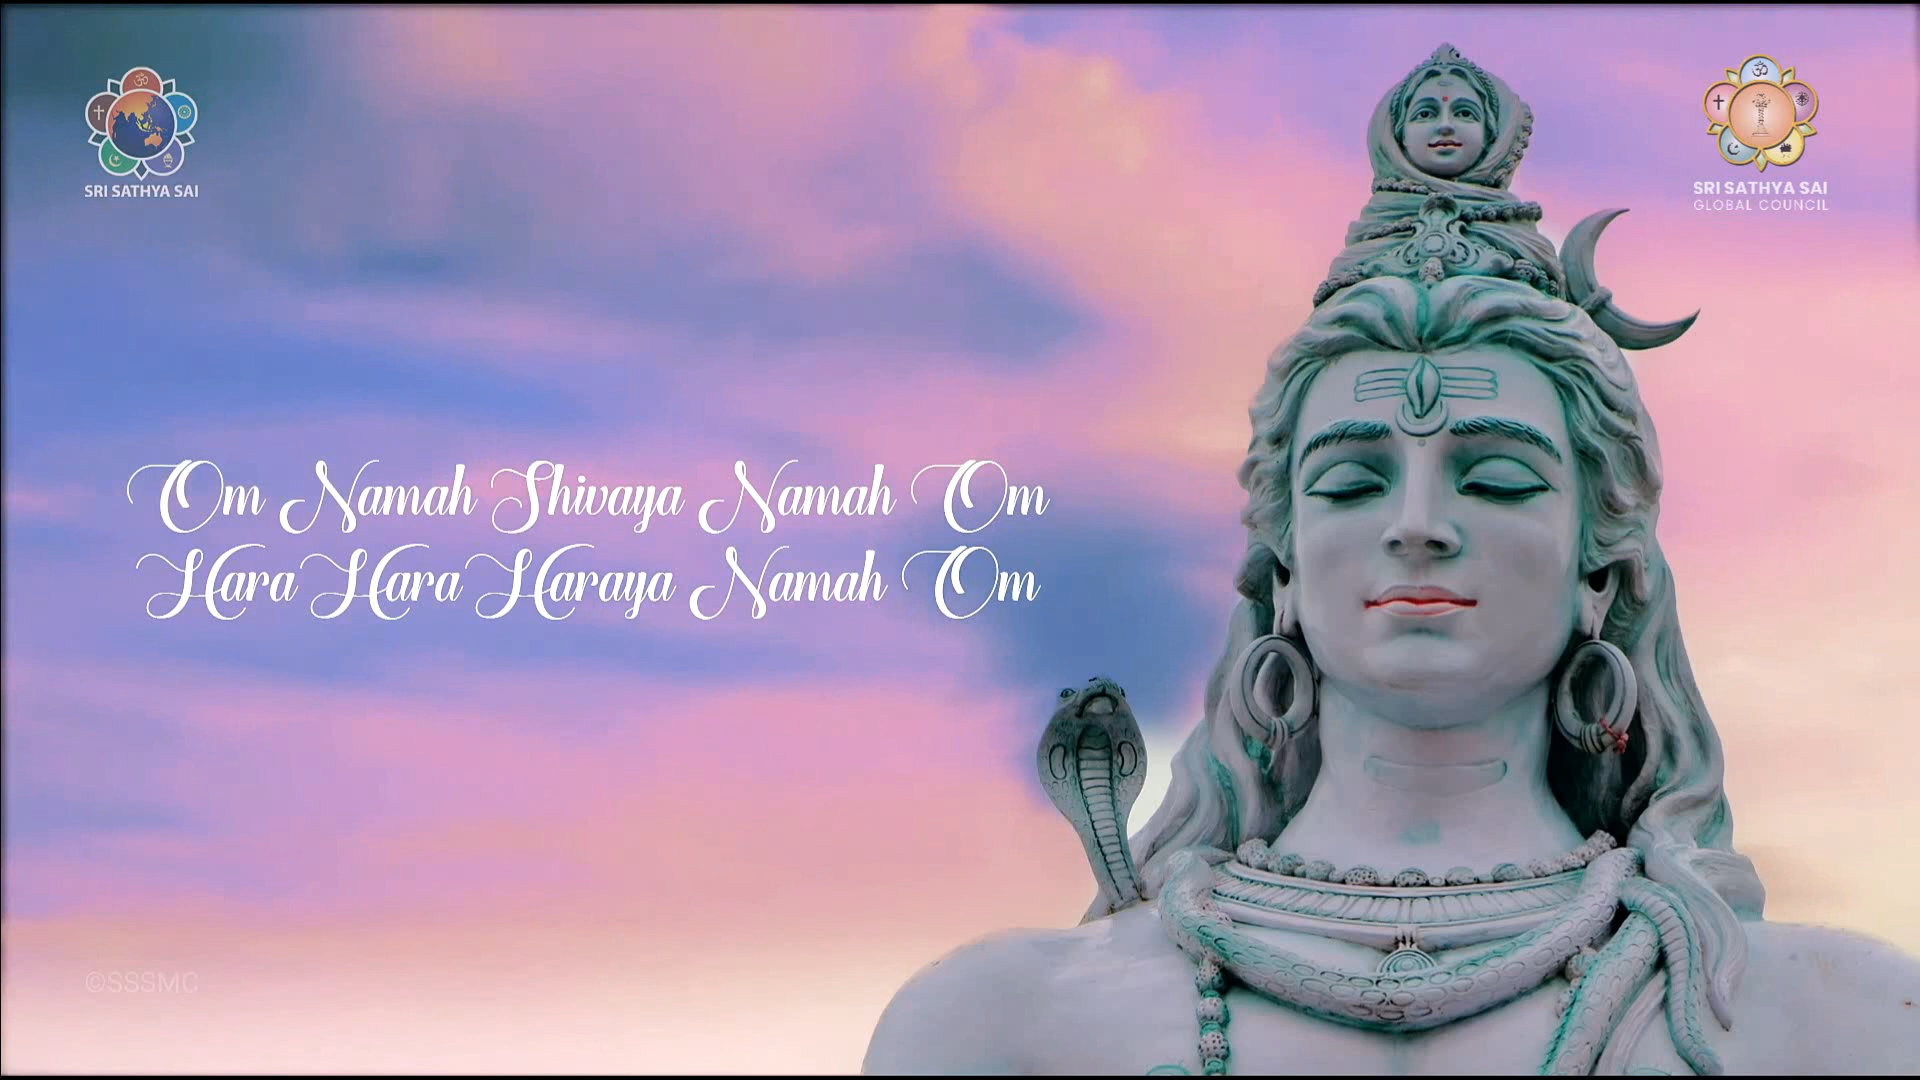 SRI SATHYA SAI
SRI SATHYA SAI
GLOBAL COUNCIL
Om Namah Shivaya Namah Om
Hara Hara Haraya Namah Om
©SSSMC